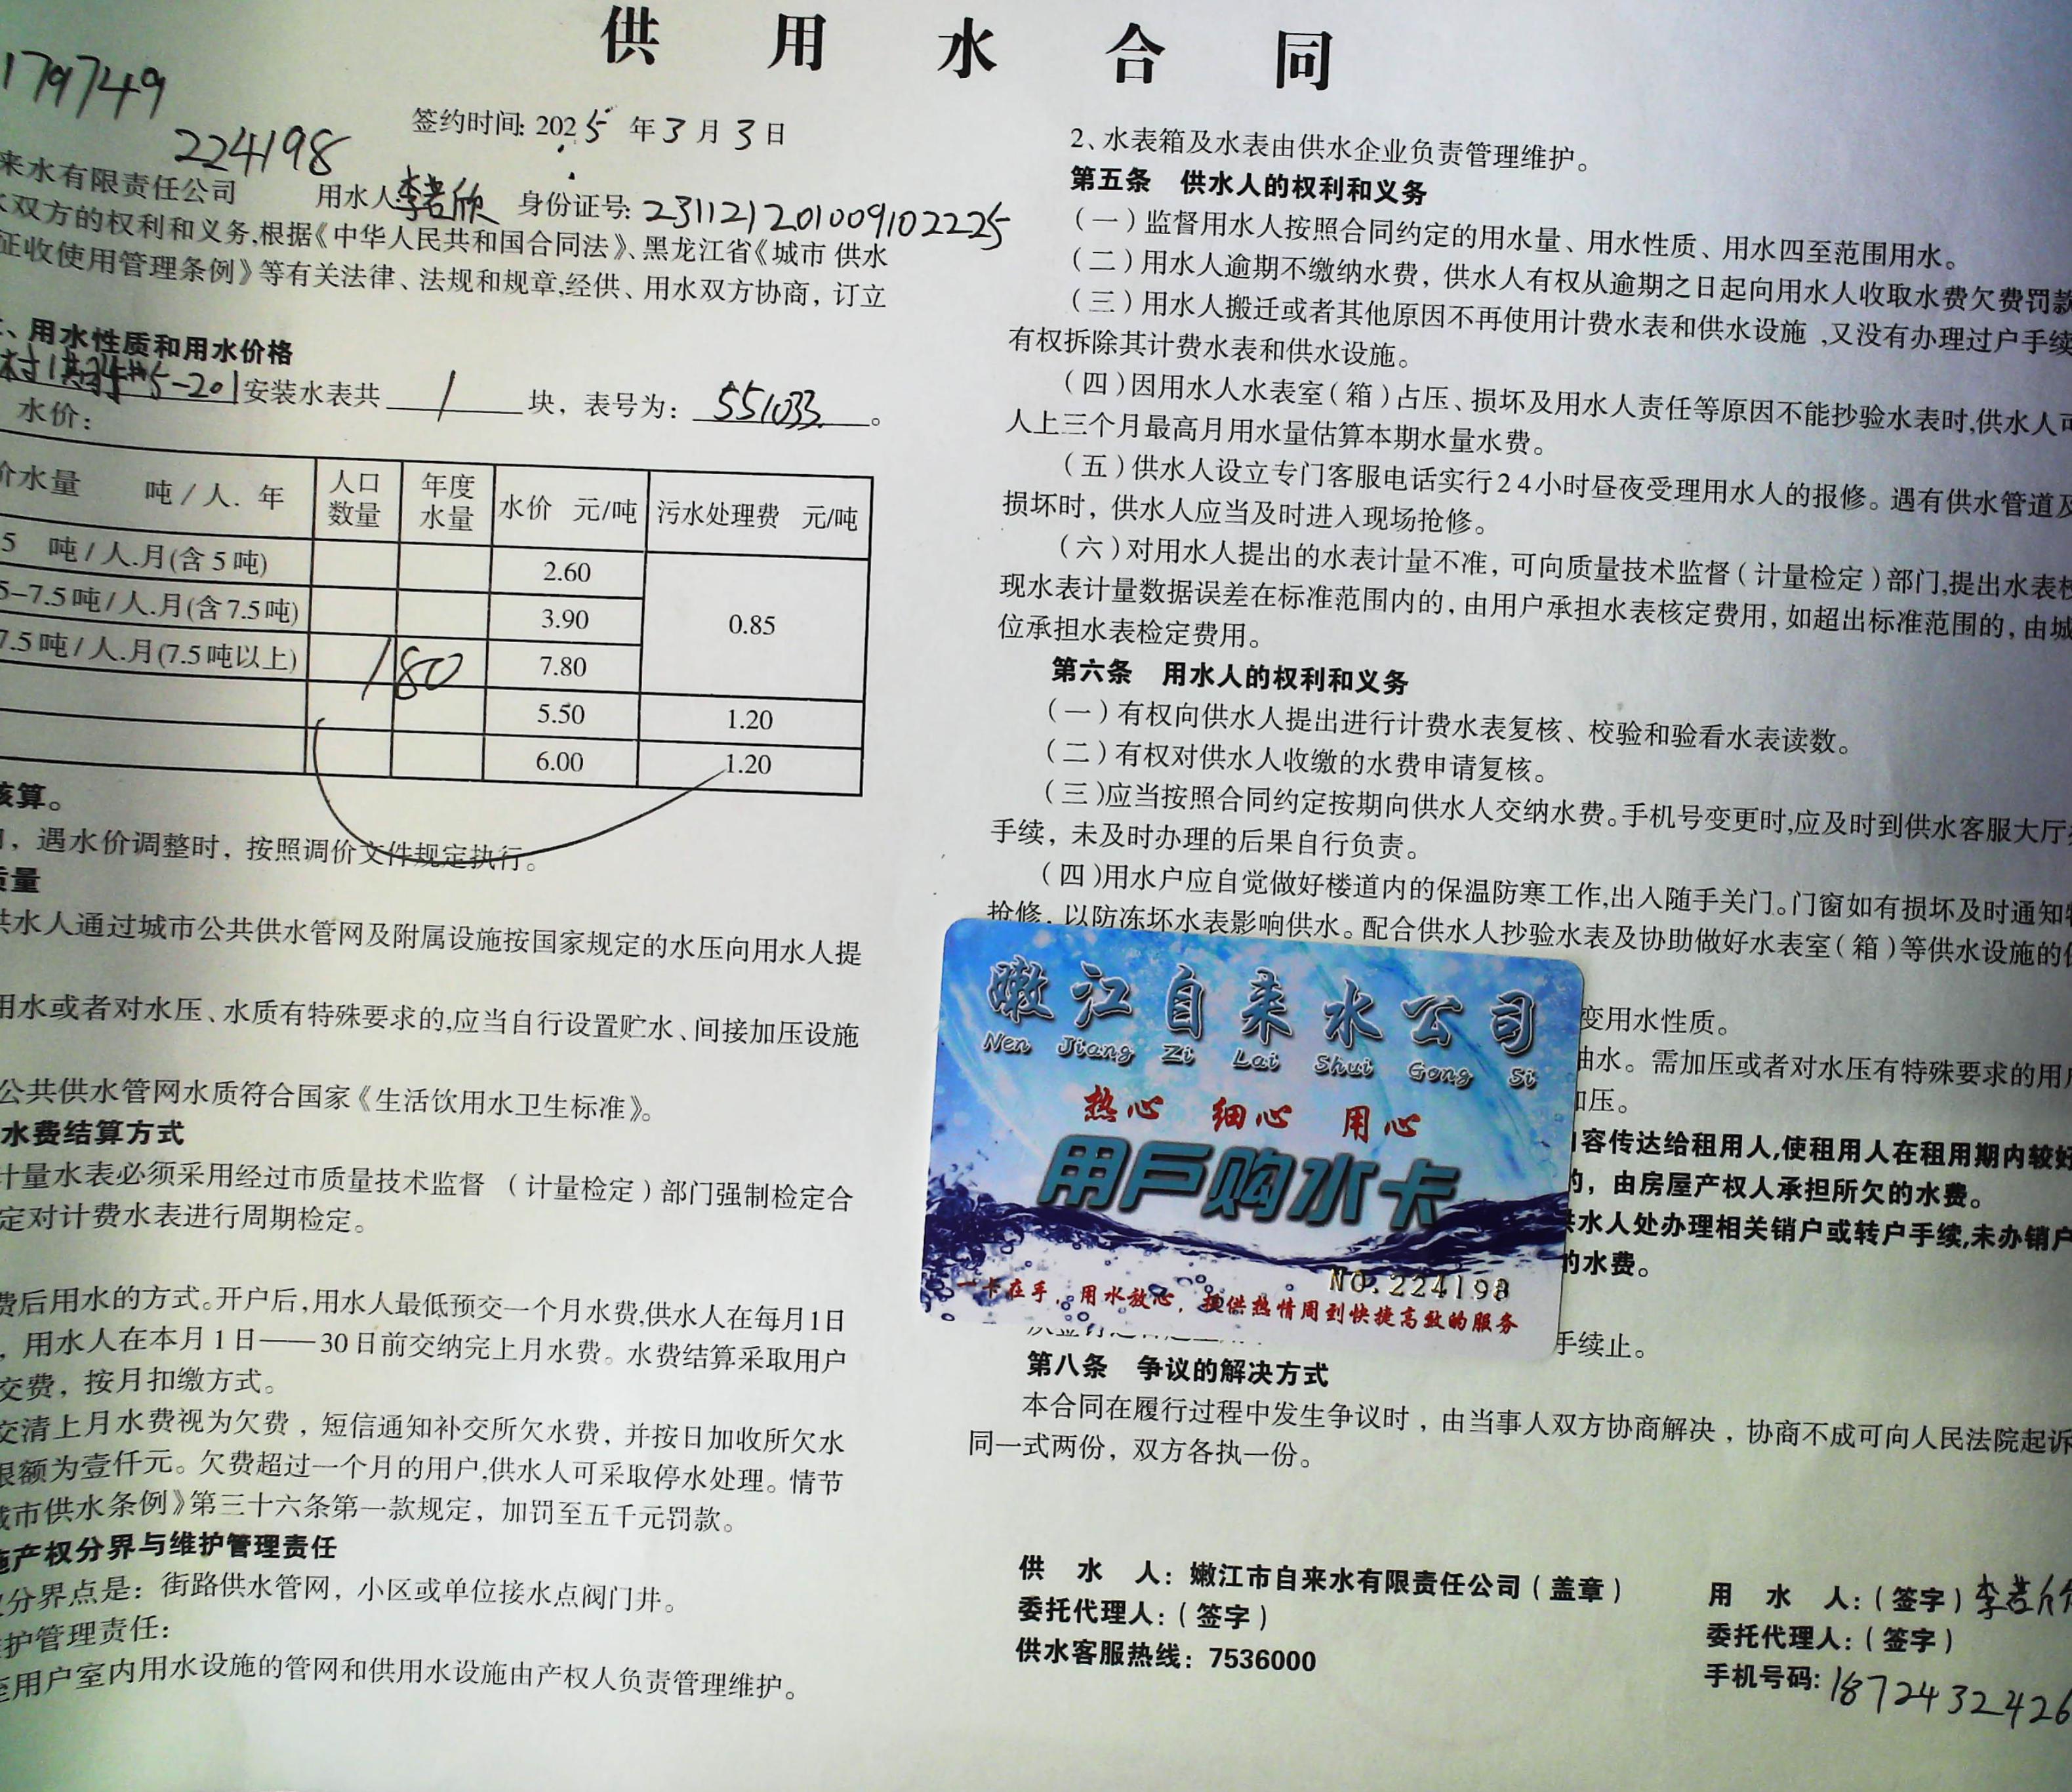 供用水合同
179749
224198
签约时间: 2025年3月3日
来水有限责任公司 用水人 李若欣 身份证号: 231121201009102225
水双方的权利和义务,根据《中华人民共和国合同法》、黑龙江省《城市 供水
征收使用管理条例》等有关法律、法规和规章,经供、用水双方协商，订立
、用水性质和用水价格
5-201安装水表共 1 块，表号为: 551033。
水价:
价水量 吨/人.年 人口数量 年度水量 水价 元/吨 污水处理费 元/吨
5 吨/人.月(含5吨) 2.60 0.85
5-7.5吨/人.月(含7.5吨) 3.90
7.5吨/人.月(7.5吨以上) 1 80 7.80
5.50 1.20
6.00 1.20
核算。
，遇水价调整时，按照调价文件规定执行。
质量
供水人通过城市公共供水管网及附属设施按国家规定的水压向用水人提
用水或者对水压、水质有特殊要求的,应当自行设置贮水、间接加压设施
公共供水管网水质符合国家《生活饮用水卫生标准》。
水费结算方式
计量水表必须采用经过市质量技术监督 （计量检定）部门强制检定合
定对计费水表进行周期检定。
费后用水的方式。开户后,用水人最低预交一个月水费,供水人在每月1日
，用水人在本月1日——30日前交纳完上月水费。水费结算采取用户
交费，按月扣缴方式。
交清上月水费视为欠费，短信通知补交所欠水费，并按日加收所欠水
限额为壹仟元。欠费超过一个月的用户,供水人可采取停水处理。情节
城市供水条例》第三十六条第一款规定，加罚至五千元罚款。
施产权分界与维护管理责任
分界点是：街路供水管网，小区或单位接水点阀门井。
维护管理责任：
至用户室内用水设施的管网和供用水设施由产权人负责管理维护。
2、水表箱及水表由供水企业负责管理维护。
第五条 供水人的权利和义务
（一）监督用水人按照合同约定的用水量、用水性质、用水四至范围用水。
（二）用水人逾期不缴纳水费，供水人有权从逾期之日起向用水人收取水费欠费罚款
（三）用水人搬迁或者其他原因不再使用计费水表和供水设施 ,又没有办理过户手续
有权拆除其计费水表和供水设施。
（四）因用水人水表室（箱）占压、损坏及用水人责任等原因不能抄验水表时,供水人可
人上三个月最高月用水量估算本期水量水费。
（五）供水人设立专门客服电话实行24小时昼夜受理用水人的报修。遇有供水管道及
损坏时，供水人应当及时进入现场抢修。
（六）对用水人提出的水表计量不准，可向质量技术监督（计量检定）部门,提出水表校
现水表计量数据误差在标准范围内的，由用户承担水表核定费用，如超出标准范围的，由城
位承担水表检定费用。
第六条 用水人的权利和义务
（一）有权向供水人提出进行计费水表复核、校验和验看水表读数。
（二）有权对供水人收缴的水费申请复核。
（三）应当按照合同约定按期向供水人交纳水费。手机号变更时,应及时到供水客服大厅
手续，未及时办理的后果自行负责。
（四）用水户应自觉做好楼道内的保温防寒工作,出入随手关门。门窗如有损坏及时通知
抢修，以防冻坏水表影响供水。配合供水人抄验水表及协助做好水表室（箱）等供水设施的
变用水性质。
抽水。需加压或者对水压有特殊要求的用
加压。
内容传达给租用人,使租用人在租用期内较好
的，由房屋产权人承担所欠的水费。
供水人处办理相关销户或转户手续,未办销户
的水费。
手续止。
嫩江自来水公司
Nen Jiang Zi Lai Shui Gong Si
热心 细心 用心
用户购水卡
NO.224198
一卡在手，用水放心，提供热情周到快捷高效的服务
第八条 争议的解决方式
本合同在履行过程中发生争议时，由当事人双方协商解决，协商不成可向人民法院起诉
同一式两份，双方各执一份。
供 水 人：嫩江市自来水有限责任公司（盖章）
委托代理人：（签字）
供水客服热线：7536000
用 水 人：（签字）李若欣
委托代理人：（签字）
手机号码: 1872432426